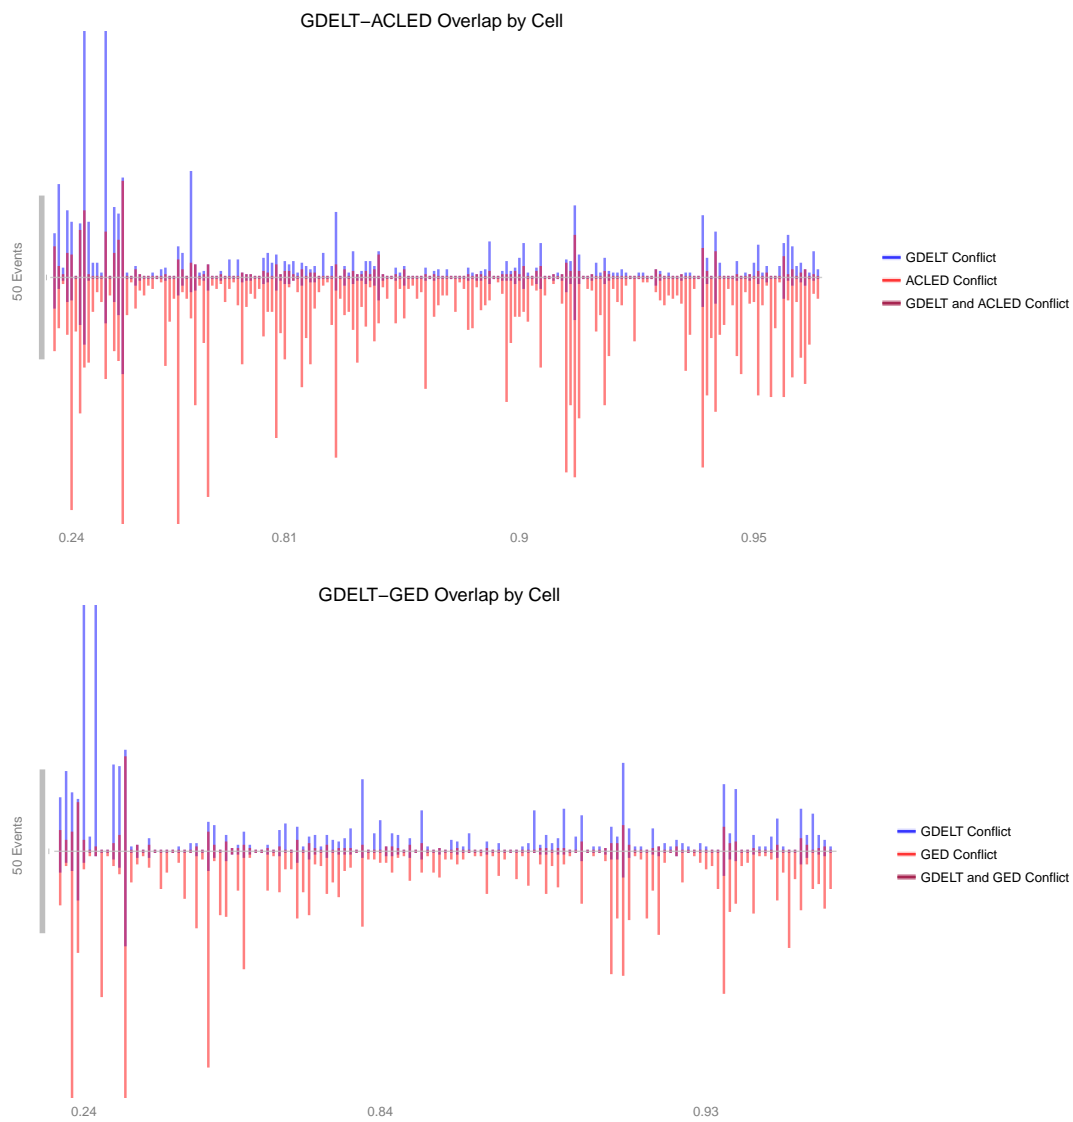 GDELT−ACLED Overlap by Cell
50 Events
GDELT Conflict
ACLED Conflict
GDELT and ACLED Conflict
0.24 0.81 0.9 0.95
GDELT−GED Overlap by Cell
50 Events
GDELT Conflict
GED Conflict
GDELT and GED Conflict
0.24 0.84 0.93